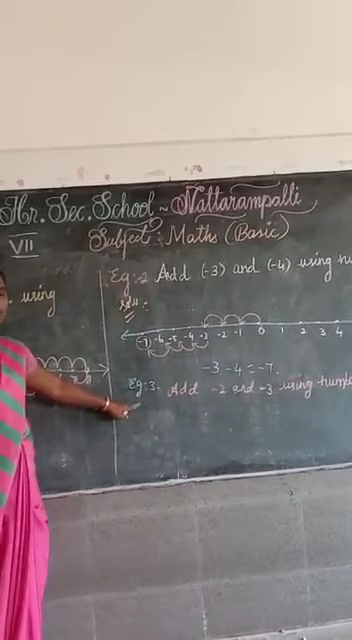 Hr. Sec. School ~ Nattarampalli
VII
Subject: Maths (Basic)
using
Eg:-2 Add (-3) and (-4) using nu
Soln:-
-7 -6 -5 -4 -3 -2 -1 0 1 2 3 4
-3 -4 = -7.
Eg:-3. Add -2 and -3 using numb